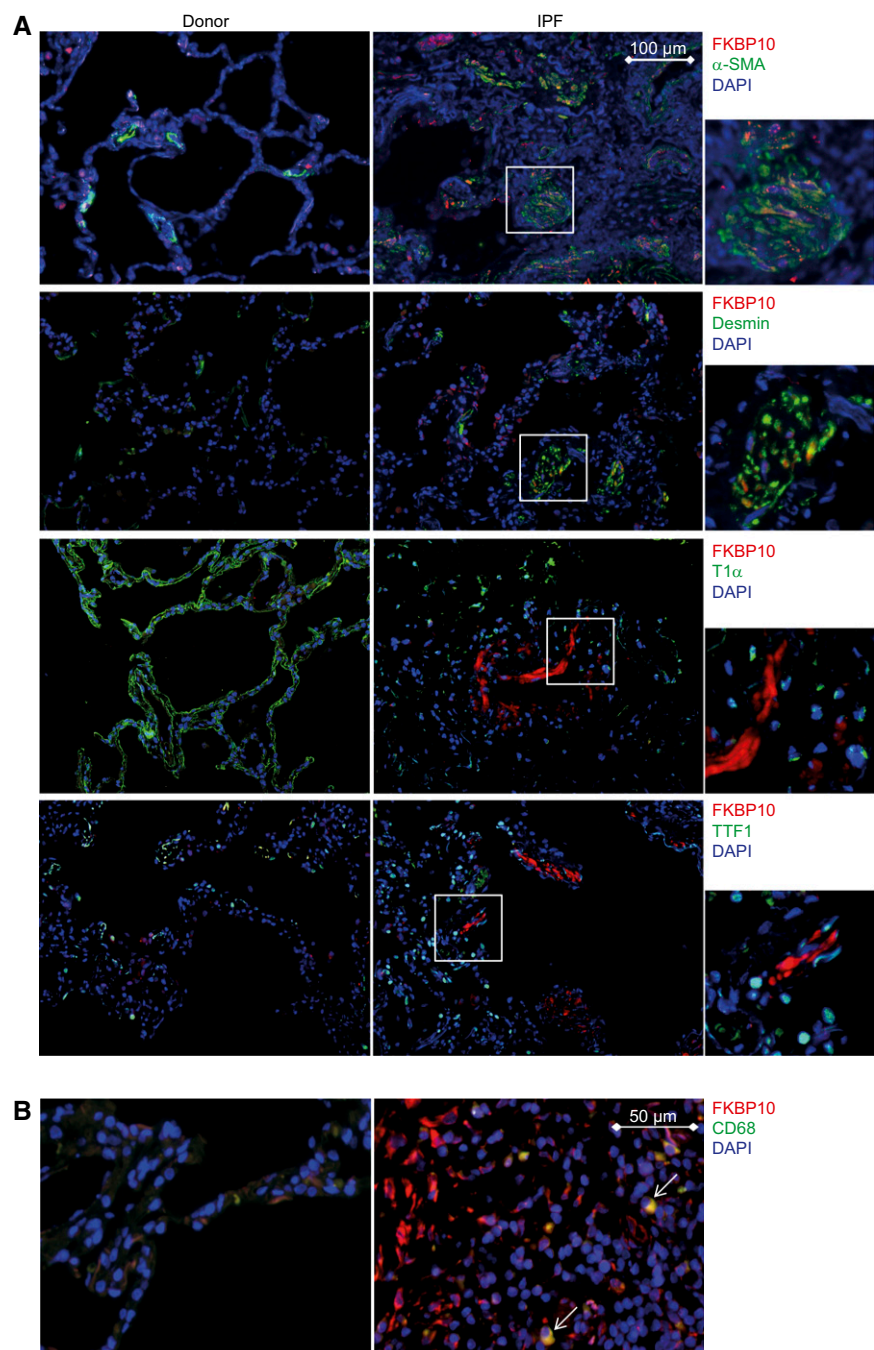 A
Donor
IPF
100 µm
FKBP10
α-SMA
DAPI
FKBP10
Desmin
DAPI
FKBP10
T1α
DAPI
FKBP10
TTF1
DAPI
B
50 µm
FKBP10
CD68
DAPI